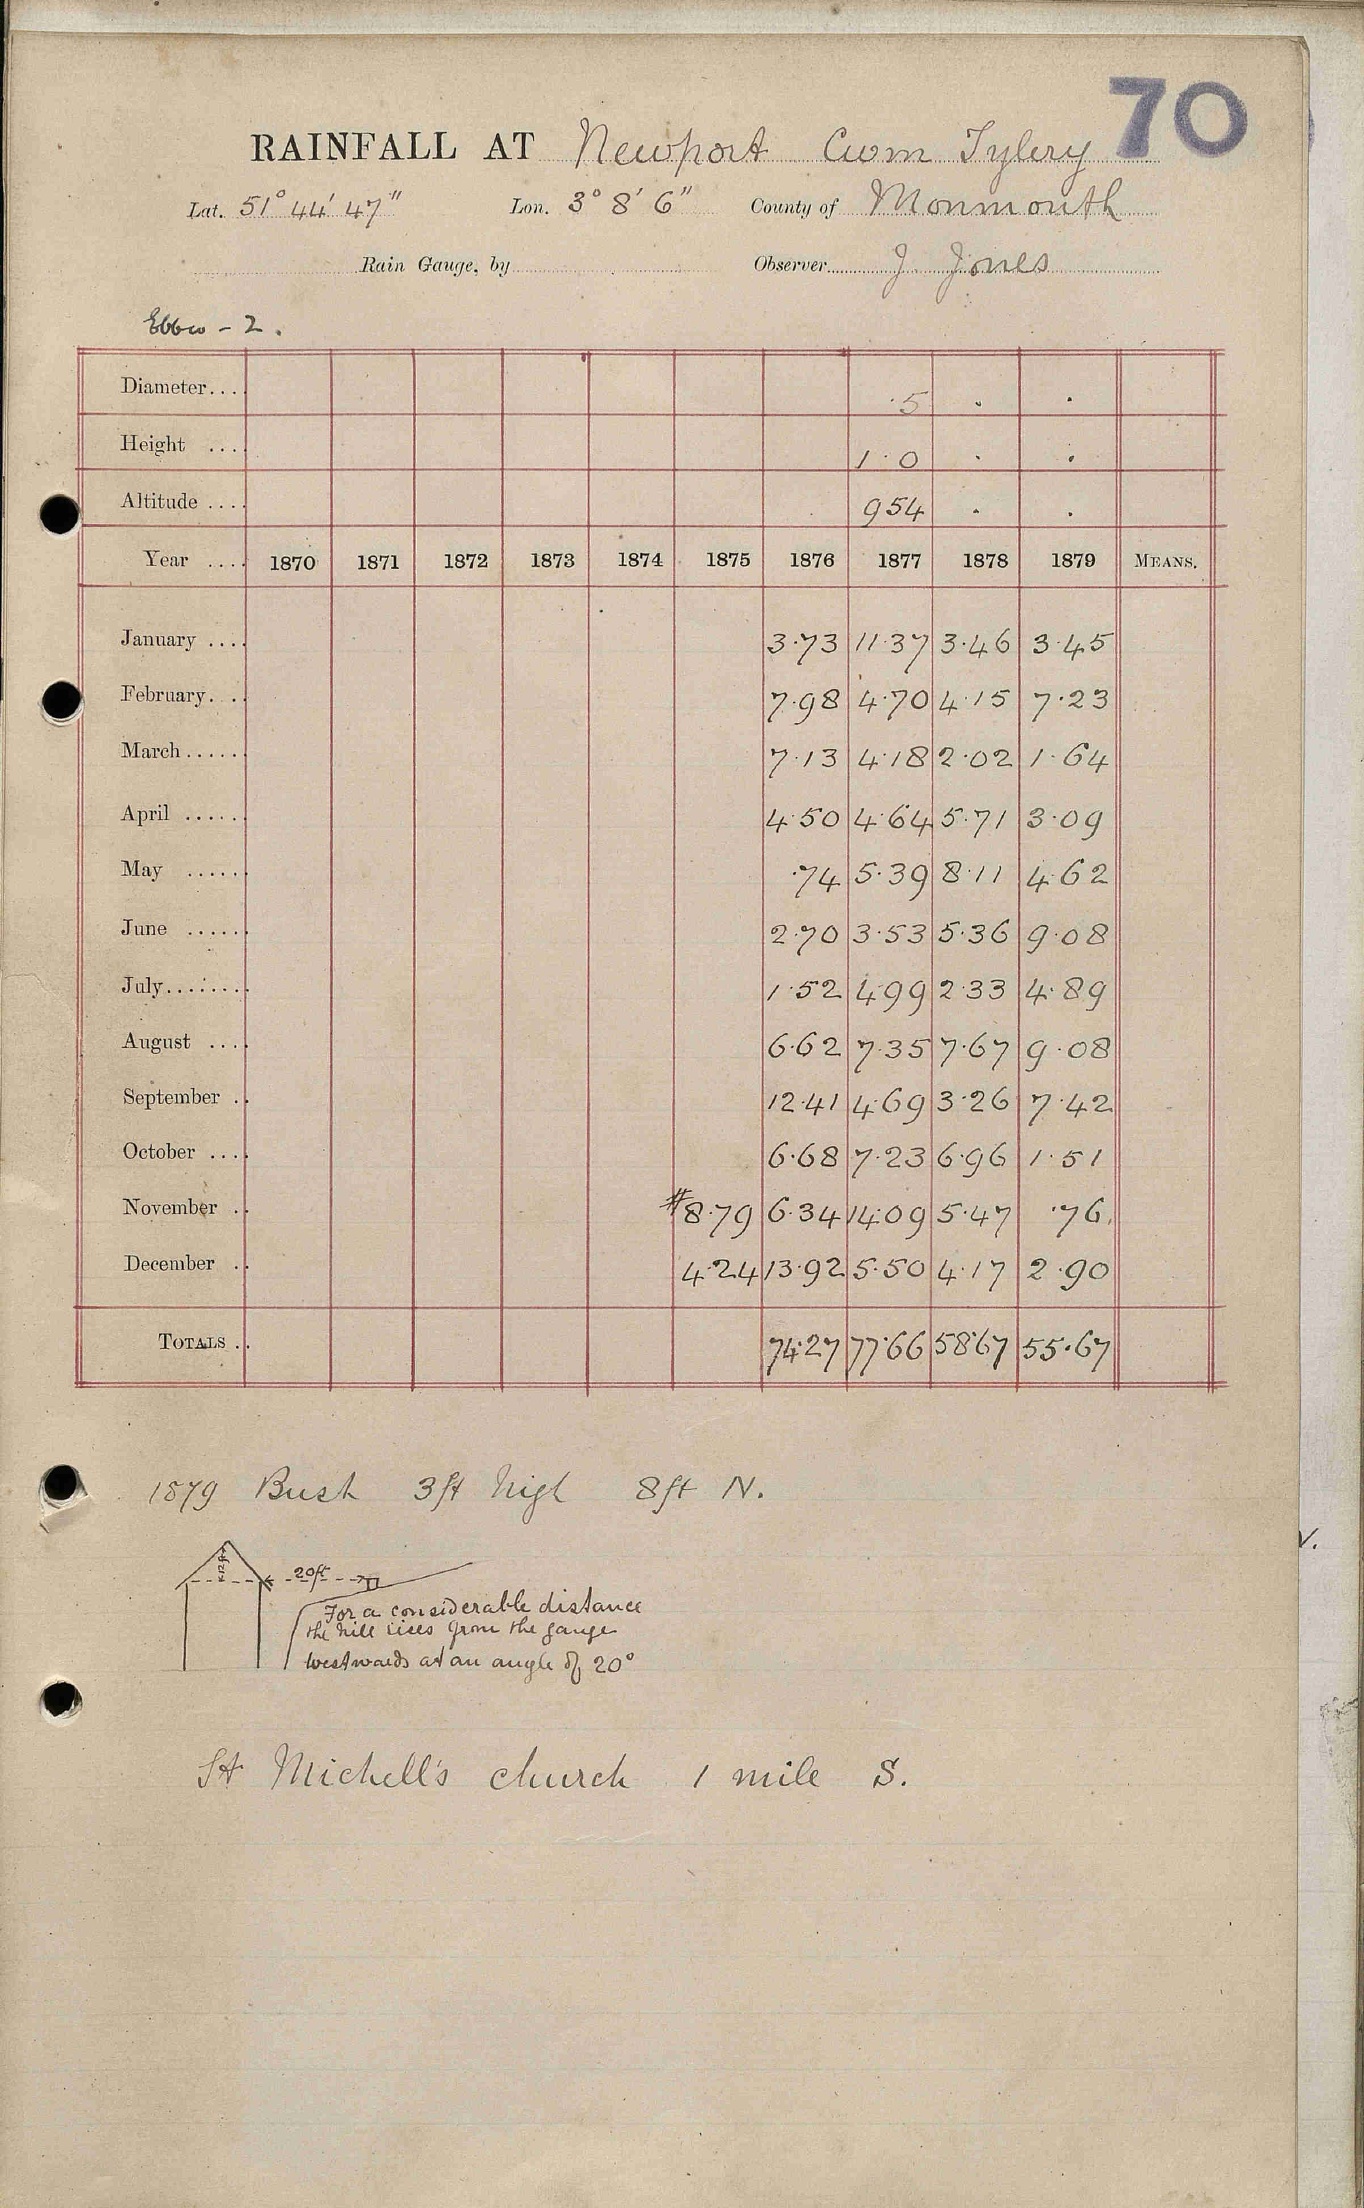 70
RAINFALL AT Newport Cwm Tylery
Lat. 51° 44' 47" Lon. 3° 8' 6" County of Monmouth
Rain Gauge, by Observer J. Jones
Ebbw - 2.
Diameter.... ·5 · ·
Height .... 1·0 · ·
Altitude .... 954 · ·
Year .... 1870 1871 1872 1873 1874 1875 1876 1877 1878 1879 MEANS.
January .... 3·73 11·37 3·46 3·45
February... 7·98 4·70 4·15 7·23
March...... 7·13 4·18 2·02 1·64
April ...... 4·50 4·64 5·71 3·09
May ...... ·74 5·39 8·11 4·62
June ...... 2·70 3·53 5·36 9·08
July........ 1·52 4·99 2·33 4·89
August .... 6·62 7·35 7·67 9·08
September .. 12·41 4·69 3·26 7·42
October .... 6·68 7·23 6·96 1·51
November .. #8·79 6·34 14·09 5·47 ·76
December .. 4·24 13·92 5·50 4·17 2·90
TOTALS .. 74·27 77·66 58·67 55·67
1879 Bush 3ft high 8ft N.
12ft
20ft
For a considerable distance
the hill rises from the gauge
westwards at an angle of 20°
St Michell's church 1 mile S.